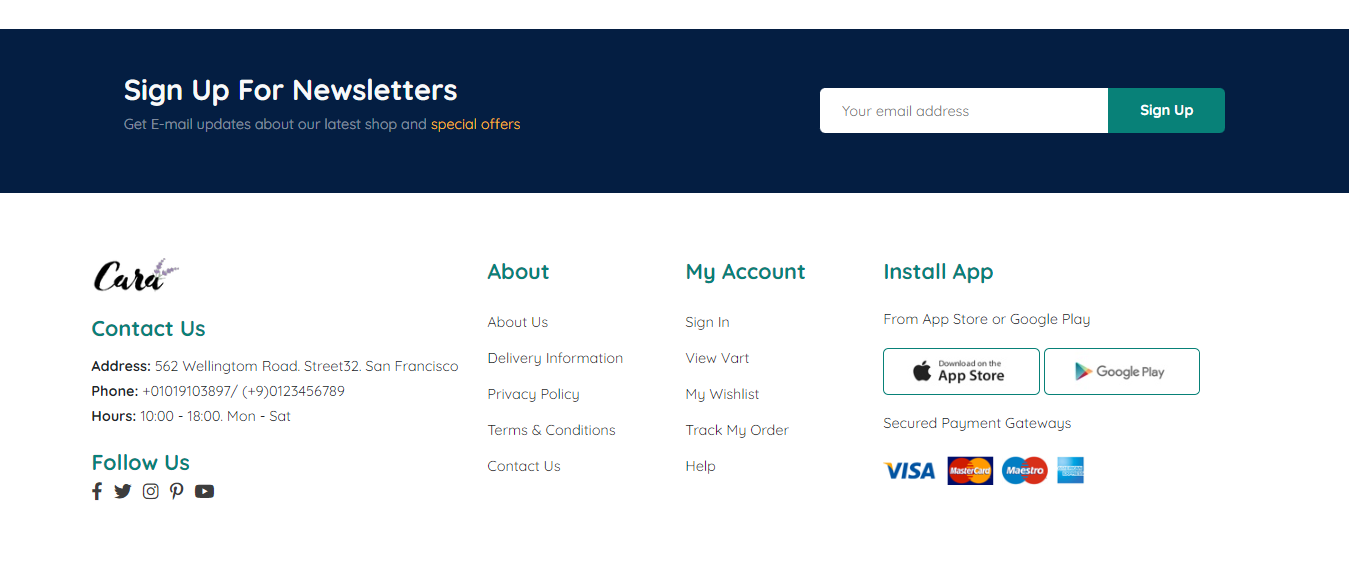 Sign Up For Newsletters
Get E-mail updates about our latest shop and special offers
Your email address
Sign Up
Cara
Contact Us
Address: 562 Wellingtom Road. Street32. San Francisco
Phone: +01019103897/ (+9)0123456789
Hours: 10:00 - 18:00. Mon - Sat
Follow Us
About
About Us
Delivery Information
Privacy Policy
Terms & Conditions
Contact Us
My Account
Sign In
View Vart
My Wishlist
Track My Order
Help
Install App
From App Store or Google Play
Download on the
App Store
Google Play
Secured Payment Gateways
VISA
MasterCard
Maestro